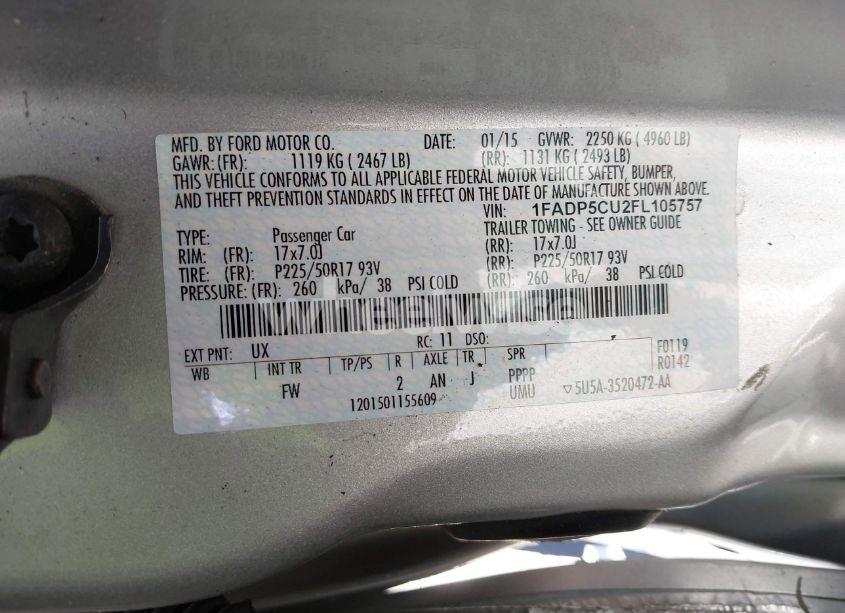 MFD. BY FORD MOTOR CO. DATE: 01/15 GVWR: 2250 KG ( 4960 LB)
GAWR: (FR): 1119 KG ( 2467 LB) (RR): 1131 KG ( 2493 LB)
THIS VEHICLE CONFORMS TO ALL APPLICABLE FEDERAL MOTOR VEHICLE SAFETY, BUMPER,
AND THEFT PREVENTION STANDARDS IN EFFECT ON THE DATE OF MANUFACTURE SHOWN ABOVE.
VIN: 1FADP5CU2FL105757
TYPE: Passenger Car TRAILER TOWING - SEE OWNER GUIDE
RIM: (FR): 17x7.0J (RR): 17x7.0J
TIRE: (FR): P225/50R17 93V (RR): P225/50R17 93V
PRESSURE: (FR): 260 kPa/ 38 PSI COLD (RR): 260 kPa/ 38 PSI COLD
EXT PNT: UX RC: 11 DSO: F0119
WB INT TR TP/PS R AXLE TR SPR R0142
FW 2 AN J PPPP
UMU ▽5U5A-3520472-AA
1201501155609